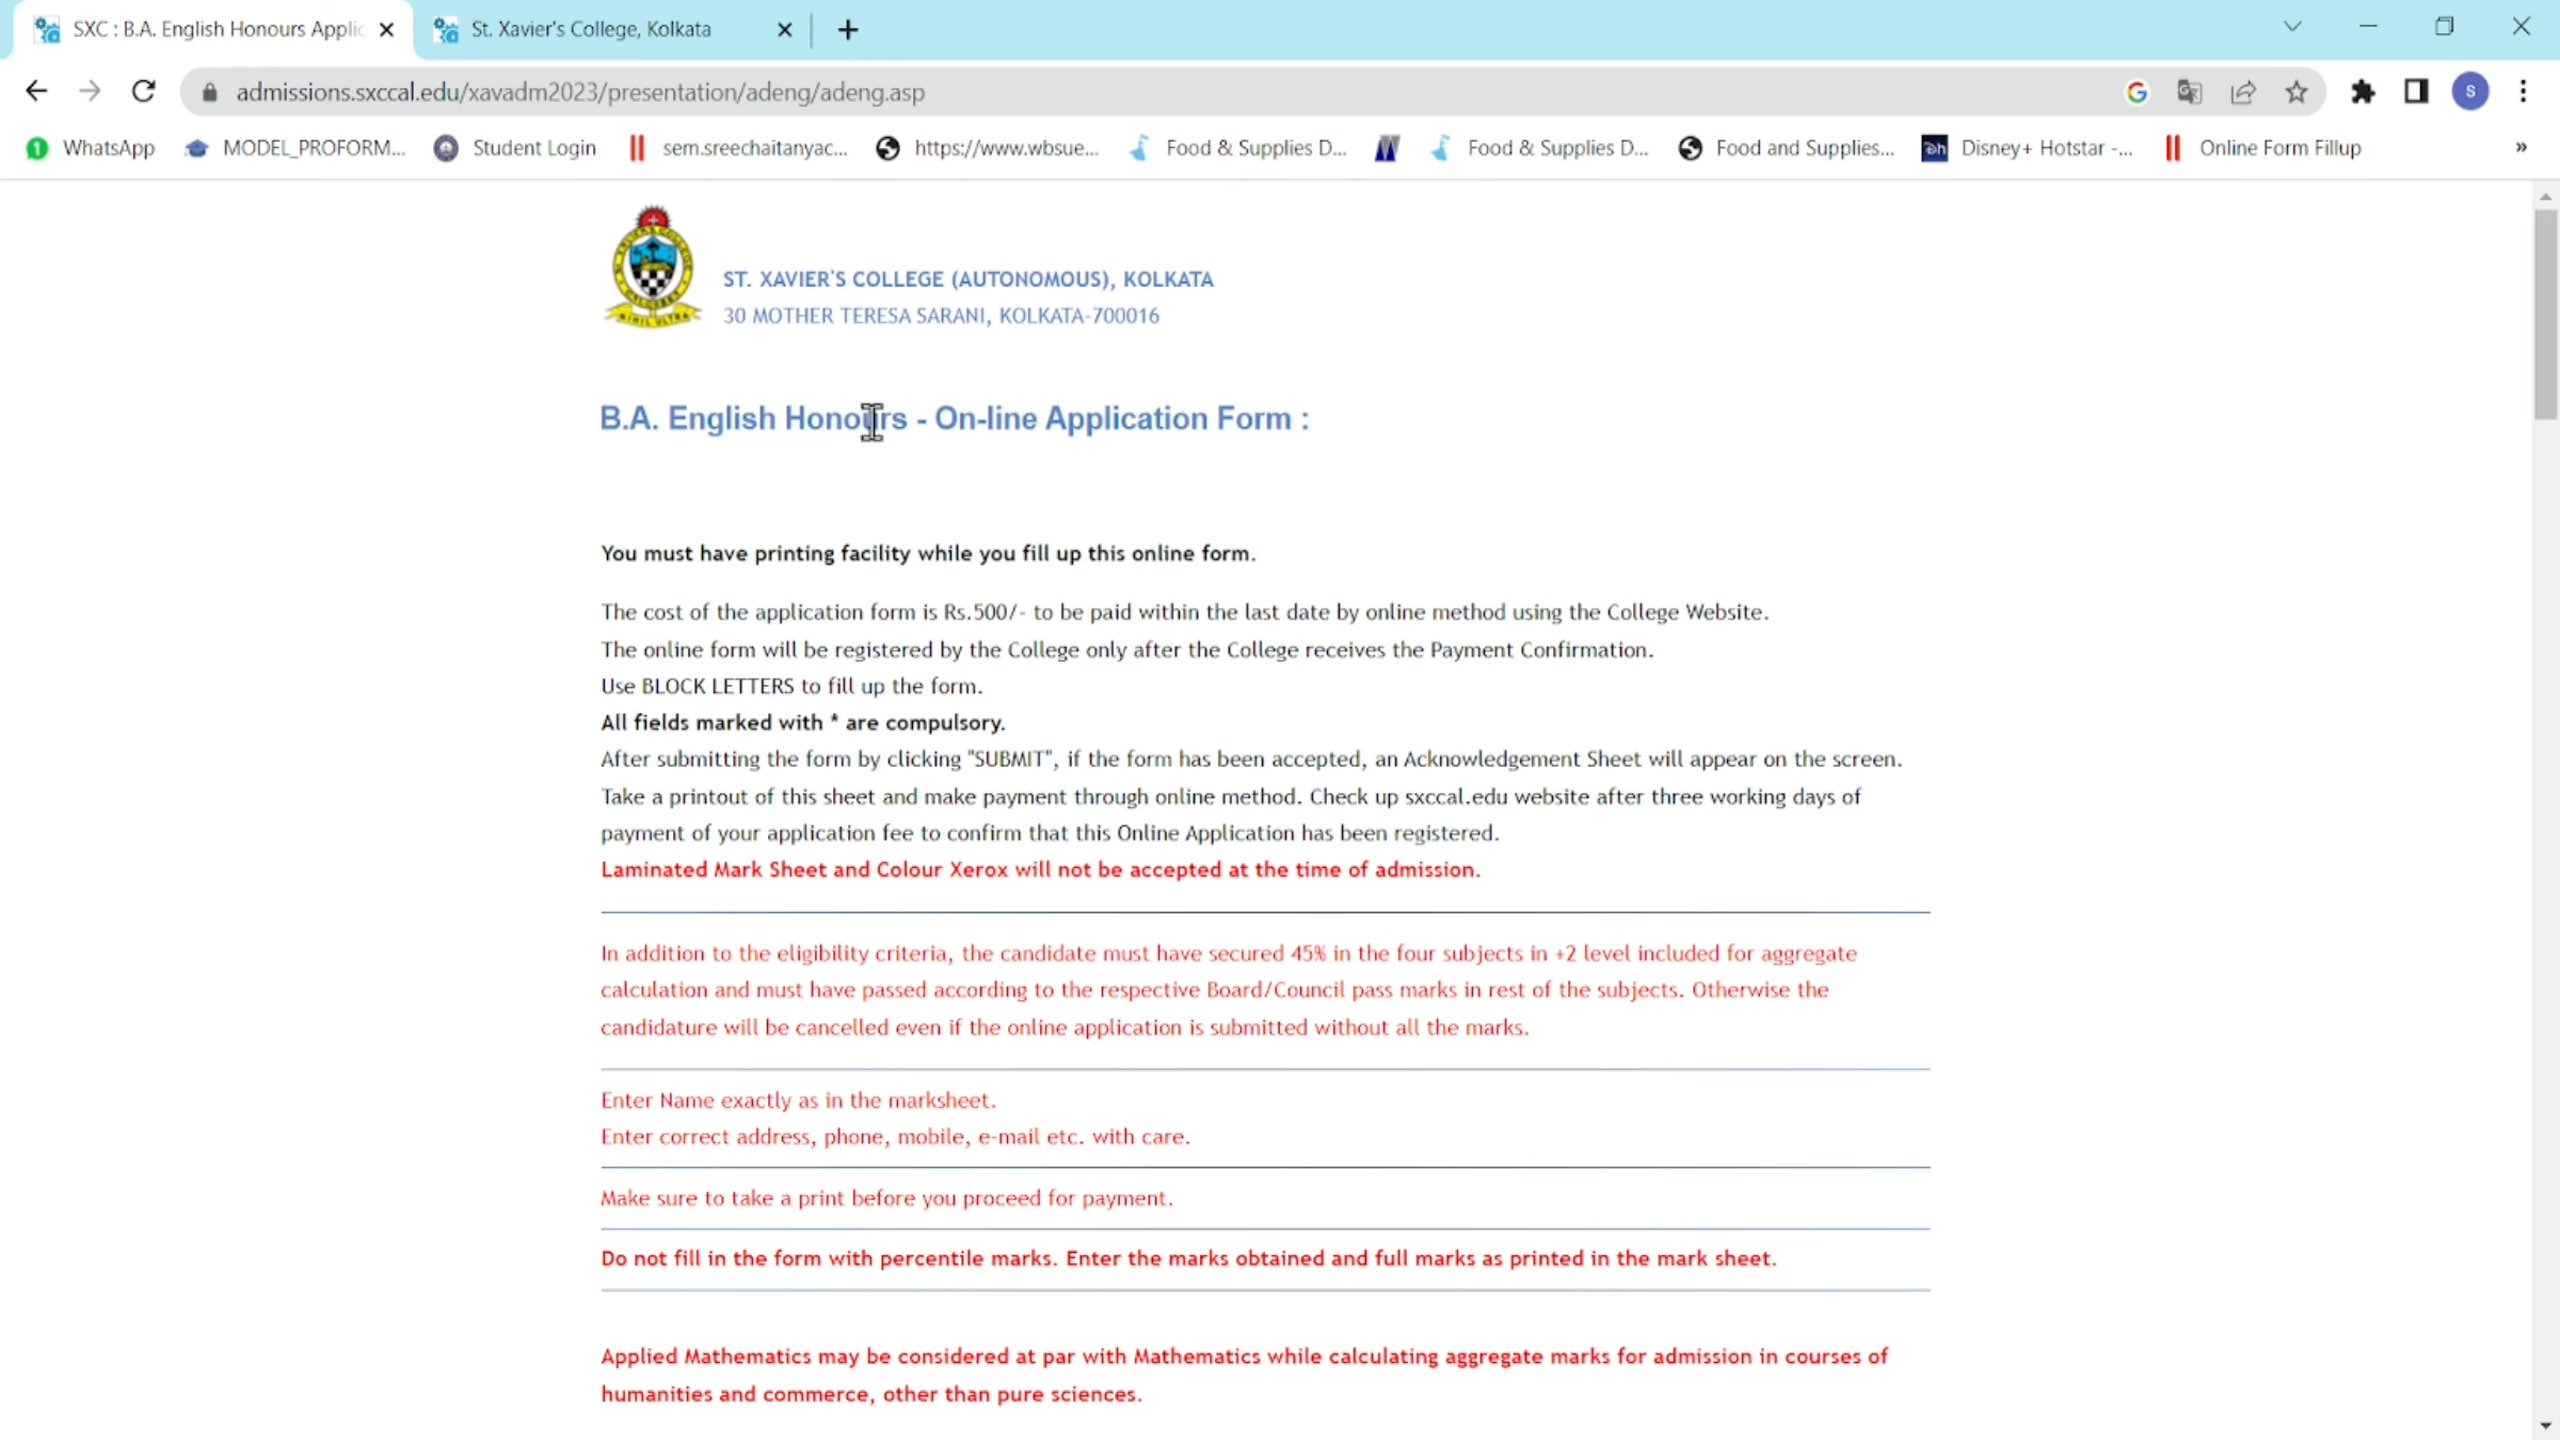 SXC : B.A. English Honours Applic
St. Xavier's College, Kolkata
admissions.sxccal.edu/xavadm2023/presentation/adeng/adeng.asp
S
WhatsApp
MODEL_PROFORM...
Student Login
sem.sreechaitanyac...
https://www.wbsue...
Food & Supplies D...
Food & Supplies D...
Food and Supplies...
Disney+ Hotstar -...
Online Form Fillup
»
NIHIL ULTRA
ST. XAVIER'S COLLEGE (AUTONOMOUS), KOLKATA
30 MOTHER TERESA SARANI, KOLKATA-700016
B.A. English Honours - On-line Application Form :
You must have printing facility while you fill up this online form.
The cost of the application form is Rs.500/- to be paid within the last date by online method using the College Website.
The online form will be registered by the College only after the College receives the Payment Confirmation.
Use BLOCK LETTERS to fill up the form.
All fields marked with * are compulsory.
After submitting the form by clicking "SUBMIT", if the form has been accepted, an Acknowledgement Sheet will appear on the screen.
Take a printout of this sheet and make payment through online method. Check up sxccal.edu website after three working days of
payment of your application fee to confirm that this Online Application has been registered.
Laminated Mark Sheet and Colour Xerox will not be accepted at the time of admission.
In addition to the eligibility criteria, the candidate must have secured 45% in the four subjects in +2 level included for aggregate
calculation and must have passed according to the respective Board/Council pass marks in rest of the subjects. Otherwise the
candidature will be cancelled even if the online application is submitted without all the marks.
Enter Name exactly as in the marksheet.
Enter correct address, phone, mobile, e-mail etc. with care.
Make sure to take a print before you proceed for payment.
Do not fill in the form with percentile marks. Enter the marks obtained and full marks as printed in the mark sheet.
Applied Mathematics may be considered at par with Mathematics while calculating aggregate marks for admission in courses of
humanities and commerce, other than pure sciences.